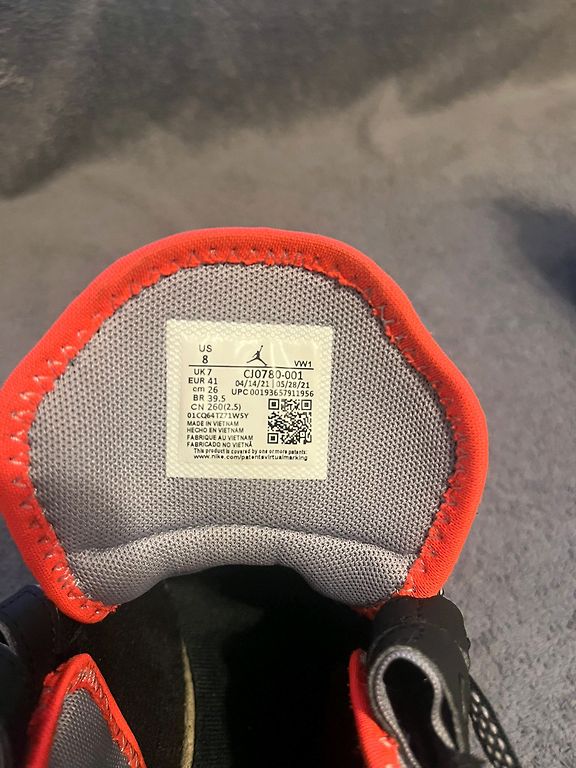 US
8
VW1
UK 7
CJ0780-001
EUR 41
04/14/21 05/28/21
cm 26
UPC 00193657911956
BR 39.5
CN 260(2.5)
01CQ64TZ71W5Y
MADE IN VIETNAM
HECHO EN VIETNAM
FABRIQUE AU VIETNAM
FABRICADO NO VIETNÃ
This product is covered by one or more patents:
www.nike.com/patentsvirtualmarking